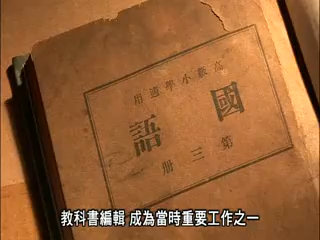 高級小學適用
國語
第三冊
教科書編輯 成為當時重要工作之一